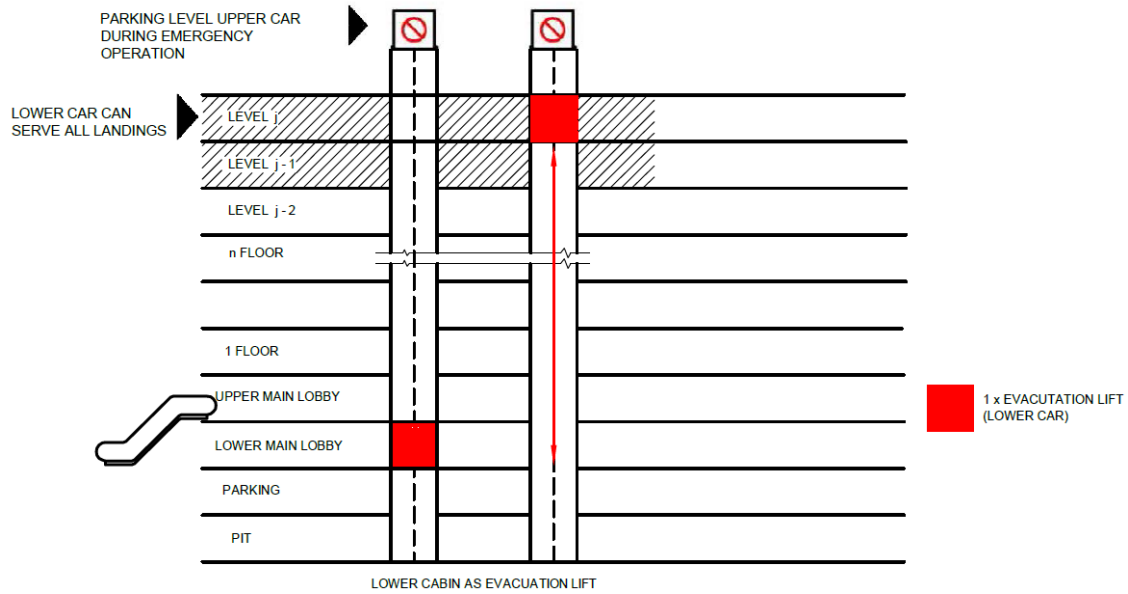 PARKING LEVEL UPPER CAR
DURING EMERGENCY
OPERATION
LOWER CAR CAN
SERVE ALL LANDINGS
LEVEL j
LEVEL j-1
LEVEL j-2
n FLOOR
1 FLOOR
UPPER MAIN LOBBY
LOWER MAIN LOBBY
PARKING
PIT
1 x EVACUTATION LIFT
(LOWER CAR)
LOWER CABIN AS EVACUATION LIFT